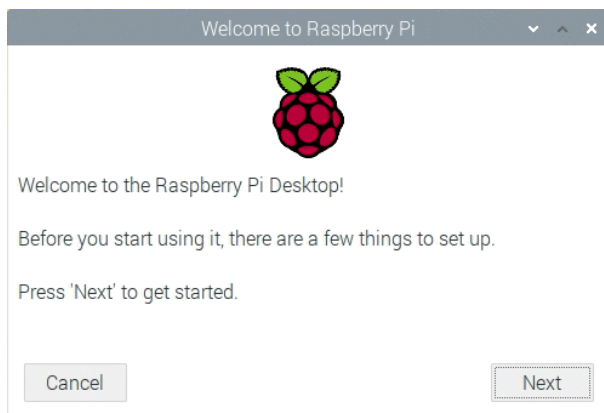 Welcome to Raspberry Pi
Welcome to the Raspberry Pi Desktop!
Before you start using it, there are a few things to set up.
Press 'Next' to get started.
Cancel
Next